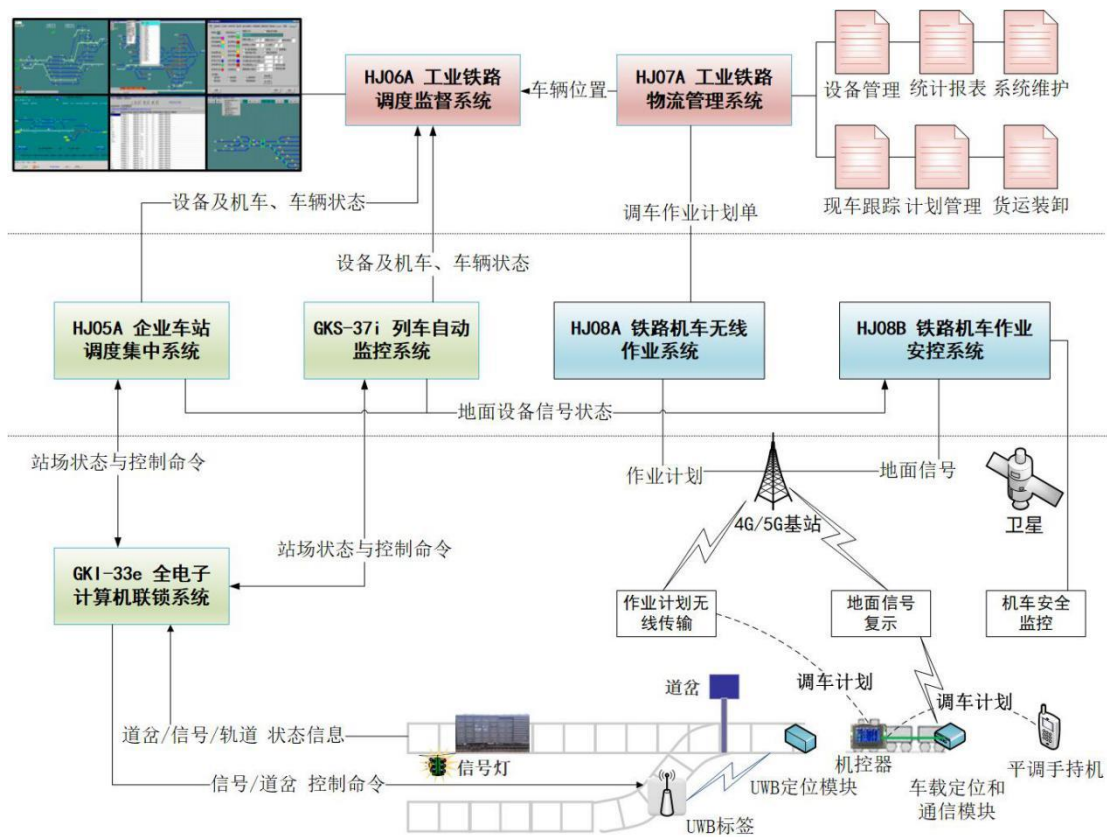 HJ06A 工业铁路
调度监督系统
车辆位置
HJ07A 工业铁路
物流管理系统
设备管理
统计报表
系统维护
现车跟踪
计划管理
货运装卸
设备及机车、车辆状态
调车作业计划单
设备及机车、车辆状态
HJ05A 企业车站
调度集中系统
GKS-37i 列车自动
监控系统
HJ08A 铁路机车无线
作业系统
HJ08B 铁路机车作业
安控系统
地面设备信号状态
站场状态与控制命令
作业计划
地面信号
4G/5G基站
卫星
站场状态与控制命令
GKI-33e 全电子
计算机联锁系统
作业计划无
线传输
地面信号
复示
机车安全
监控
道岔
调车计划
调车计划
道岔/信号/轨道 状态信息
信号灯
机控器
平调手持机
信号/道岔 控制命令
UWB定位模块
车载定位和
通信模块
UWB标签